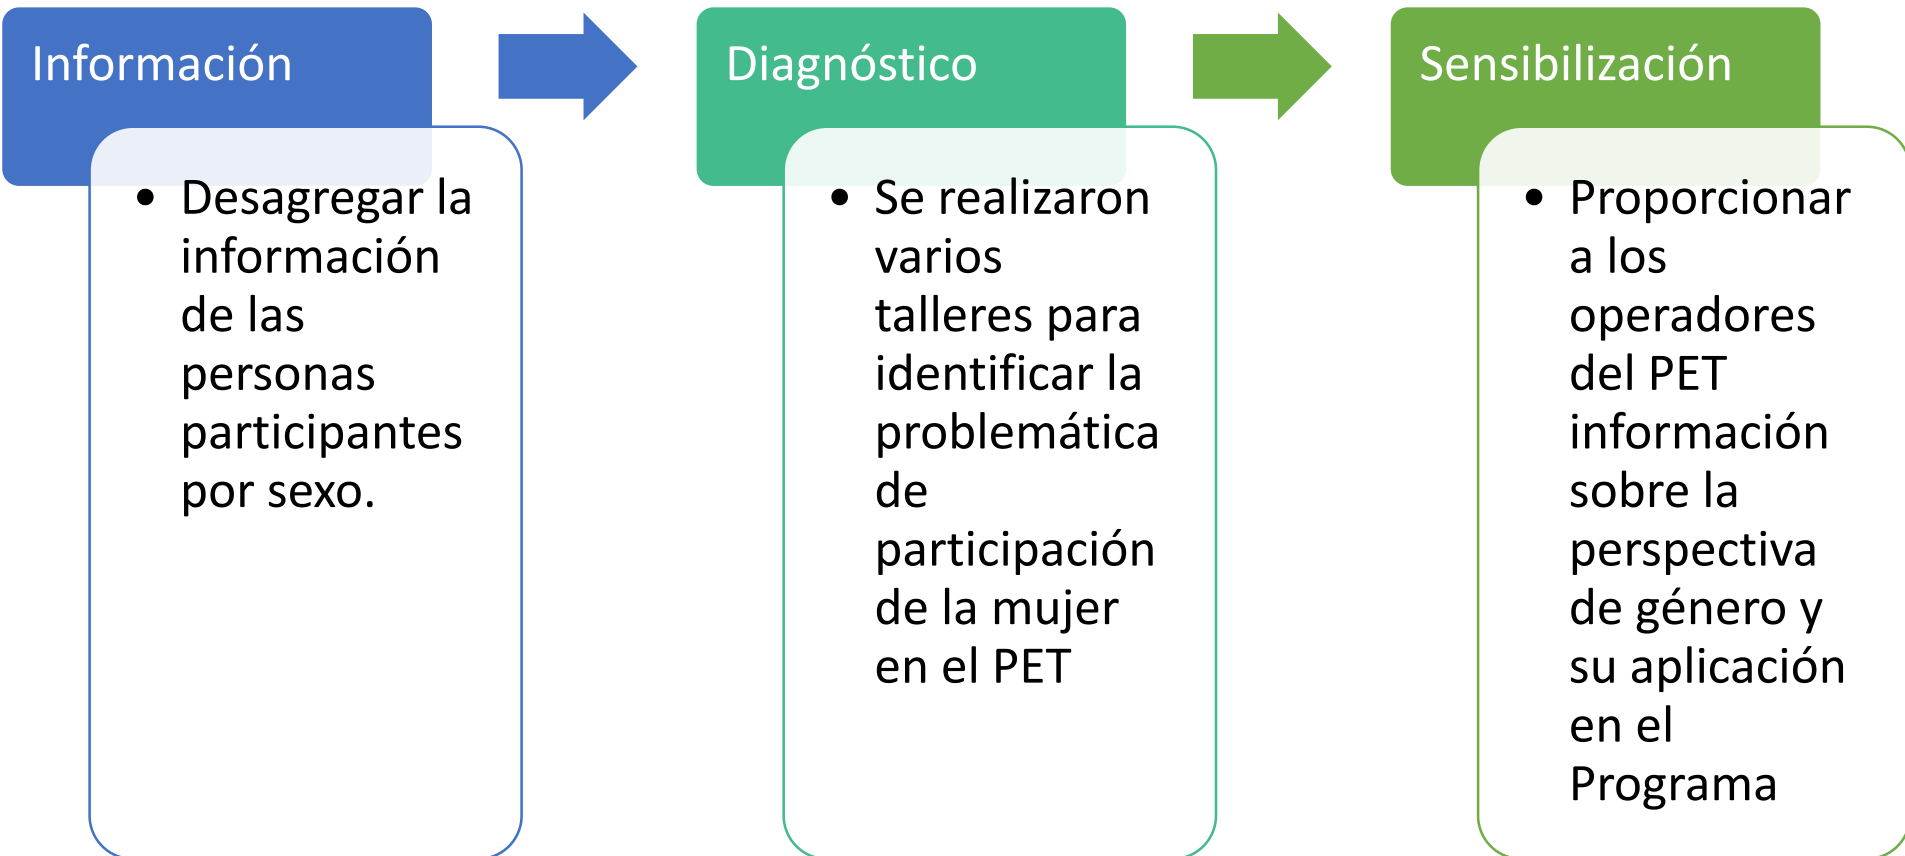 Información
• Desagregar la
información
de las
personas
participantes
por sexo.
Diagnóstico
• Se realizaron
varios
talleres para
identificar la
problemática
de
participación
de la mujer
en el PET
Sensibilización
• Proporcionar
a los
operadores
del PET
información
sobre la
perspectiva
de género y
su aplicación
en el
Programa